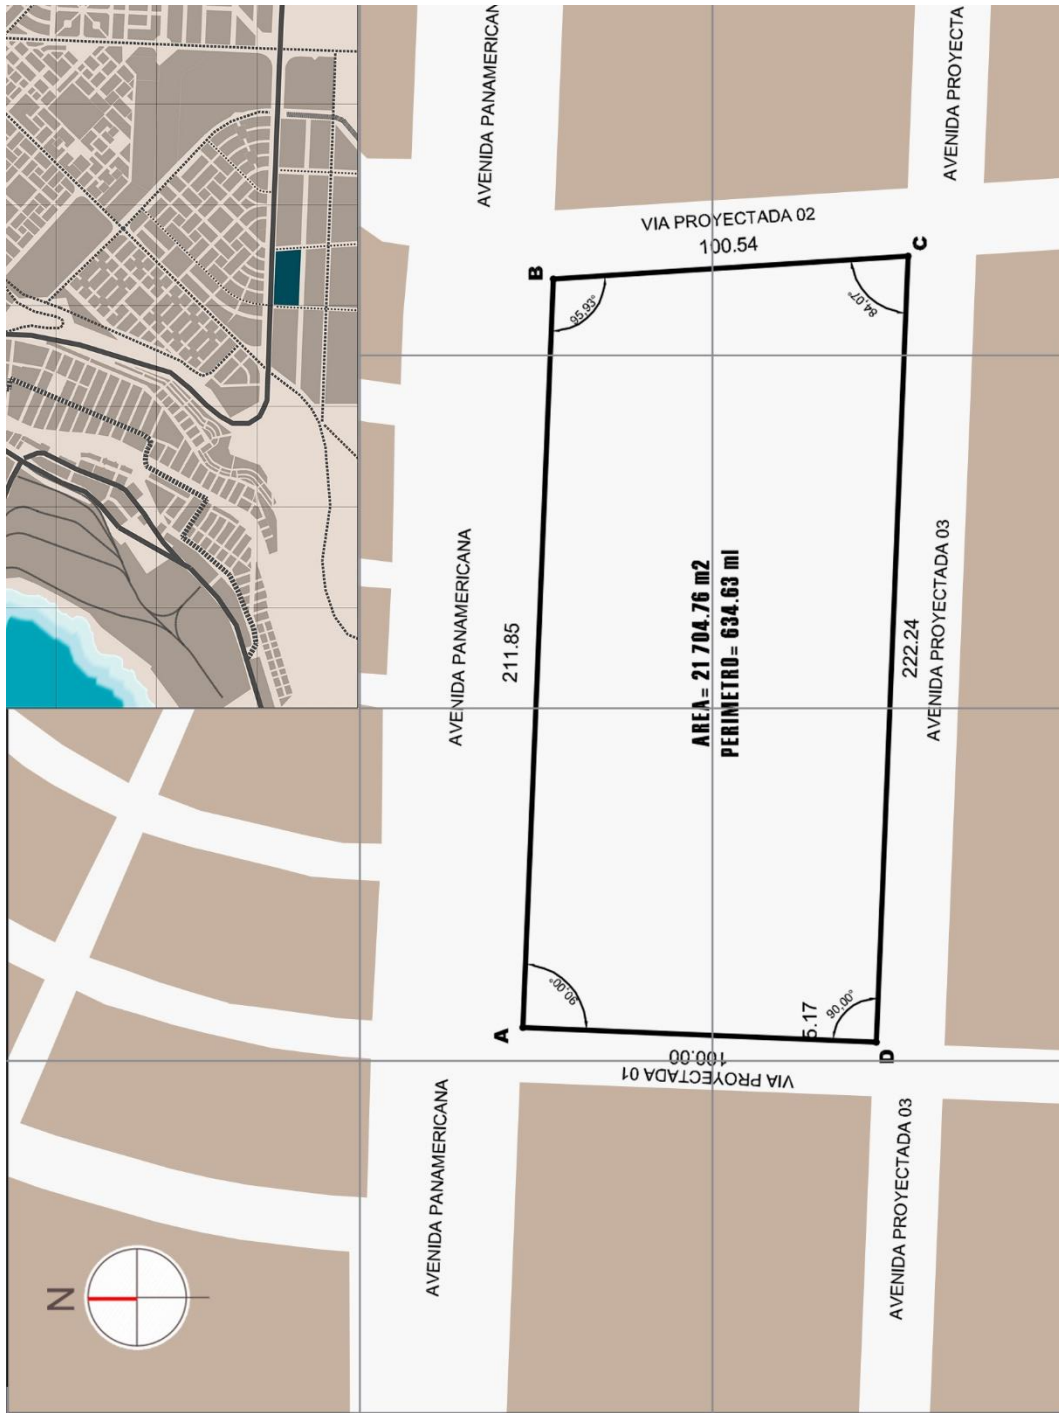 AVENIDA PANAMERICAN
AVENIDA PROYECTA
VIA PROYECTADA 02
100.54
B
C
95,93°
84,07°
AVENIDA PANAMERICANA
211.85
AREA= 21 704.76 m2
PERIMETRO= 634.63 ml
222.24
AVENIDA PROYECTADA 03
90.00°
5.17
90,00°
A
D
100.00
VIA PROYECTADA 01
AVENIDA PANAMERICANA
AVENIDA PROYECTADA 03
N